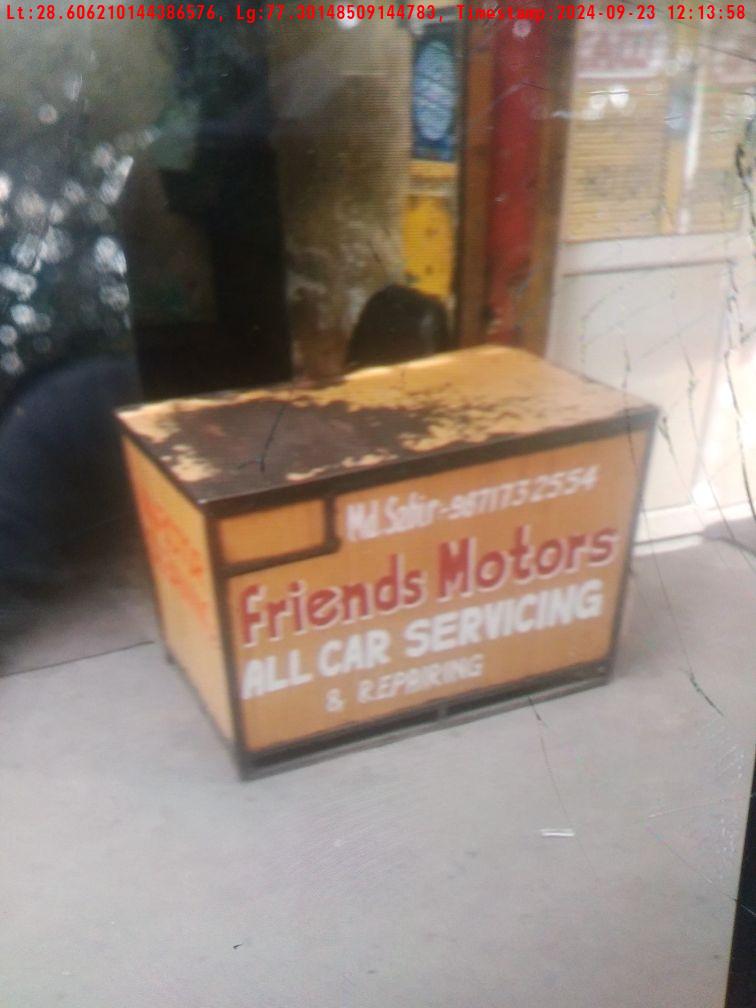 Lt:28.606210144386576, Lg:77.30148509144783, Timestamp:2024-09-23 12:13:58
Md.Sabir-9871732554
Friends Motors
ALL CAR SERVICING
& REPAIRING